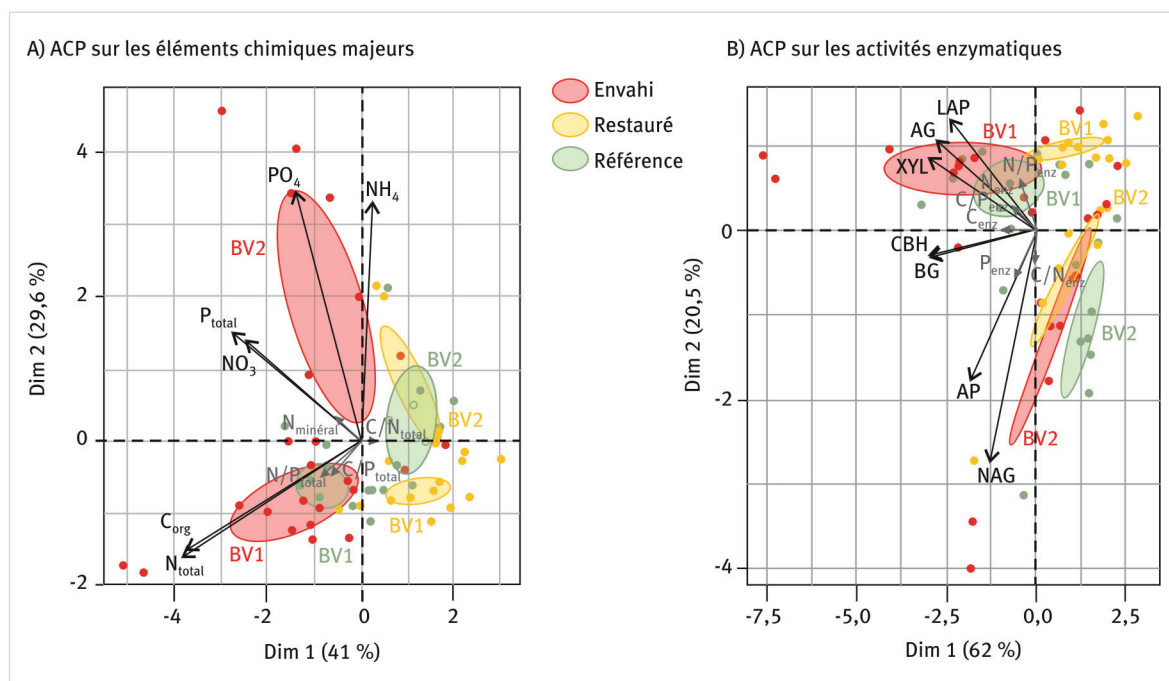 A) ACP sur les éléments chimiques majeurs
4
2
0
-2
-4
-2
0
2
Dim 2 (29,6 %)
Dim 1 (41 %)
PO4
NH4
BV2
Ptotal
NO3
BV2
Nminéral
C/Ntotal
BV2
N/Ptotal
C/Ptotal
Corg
Ntotal
BV1
BV1
BV1
Envahi
Restauré
Référence
B) ACP sur les activités enzymatiques
0
-2
-4
-7,5
-5,0
-2,5
0,0
2,5
Dim 2 (20,5 %)
Dim 1 (62 %)
LAP
AG
BV1
BV1
XYL
N/Penz
Nenz
BV2
C/Penz
BV1
Cenz
CBH
BG
Penz
C/Nenz
BV2
AP
BV2
NAG